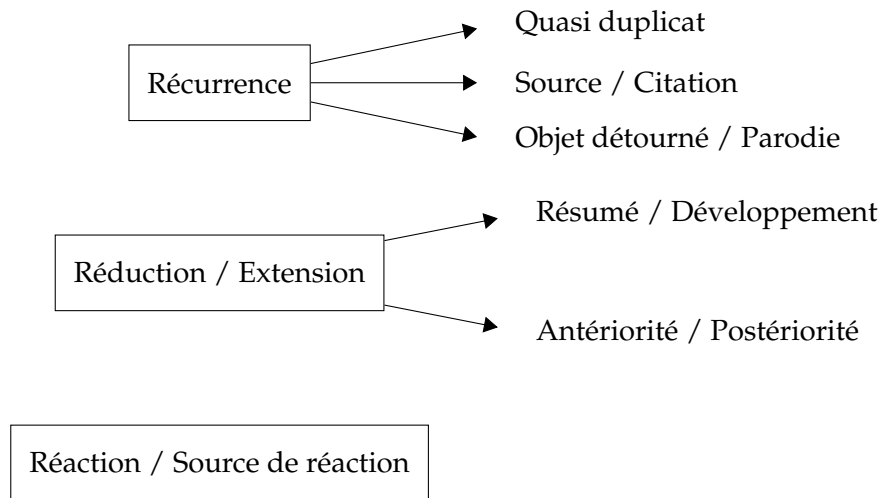 Quasi duplicat
Récurrence
Source / Citation
Objet détourné / Parodie
Résumé / Développement
Réduction / Extension
Antériorité / Postériorité
Réaction / Source de réaction